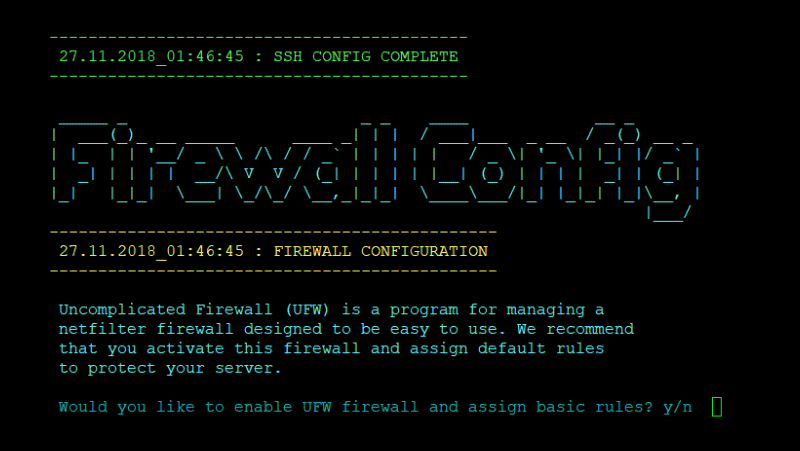 27.11.2018_01:46:45 : SSH CONFIG COMPLETE
Firewall Config
27.11.2018_01:46:45 : FIREWALL CONFIGURATION
Uncomplicated Firewall (UFW) is a program for managing a
netfilter firewall designed to be easy to use. We recommend
that you activate this firewall and assign default rules
to protect your server.
Would you like to enable UFW firewall and assign basic rules? y/n